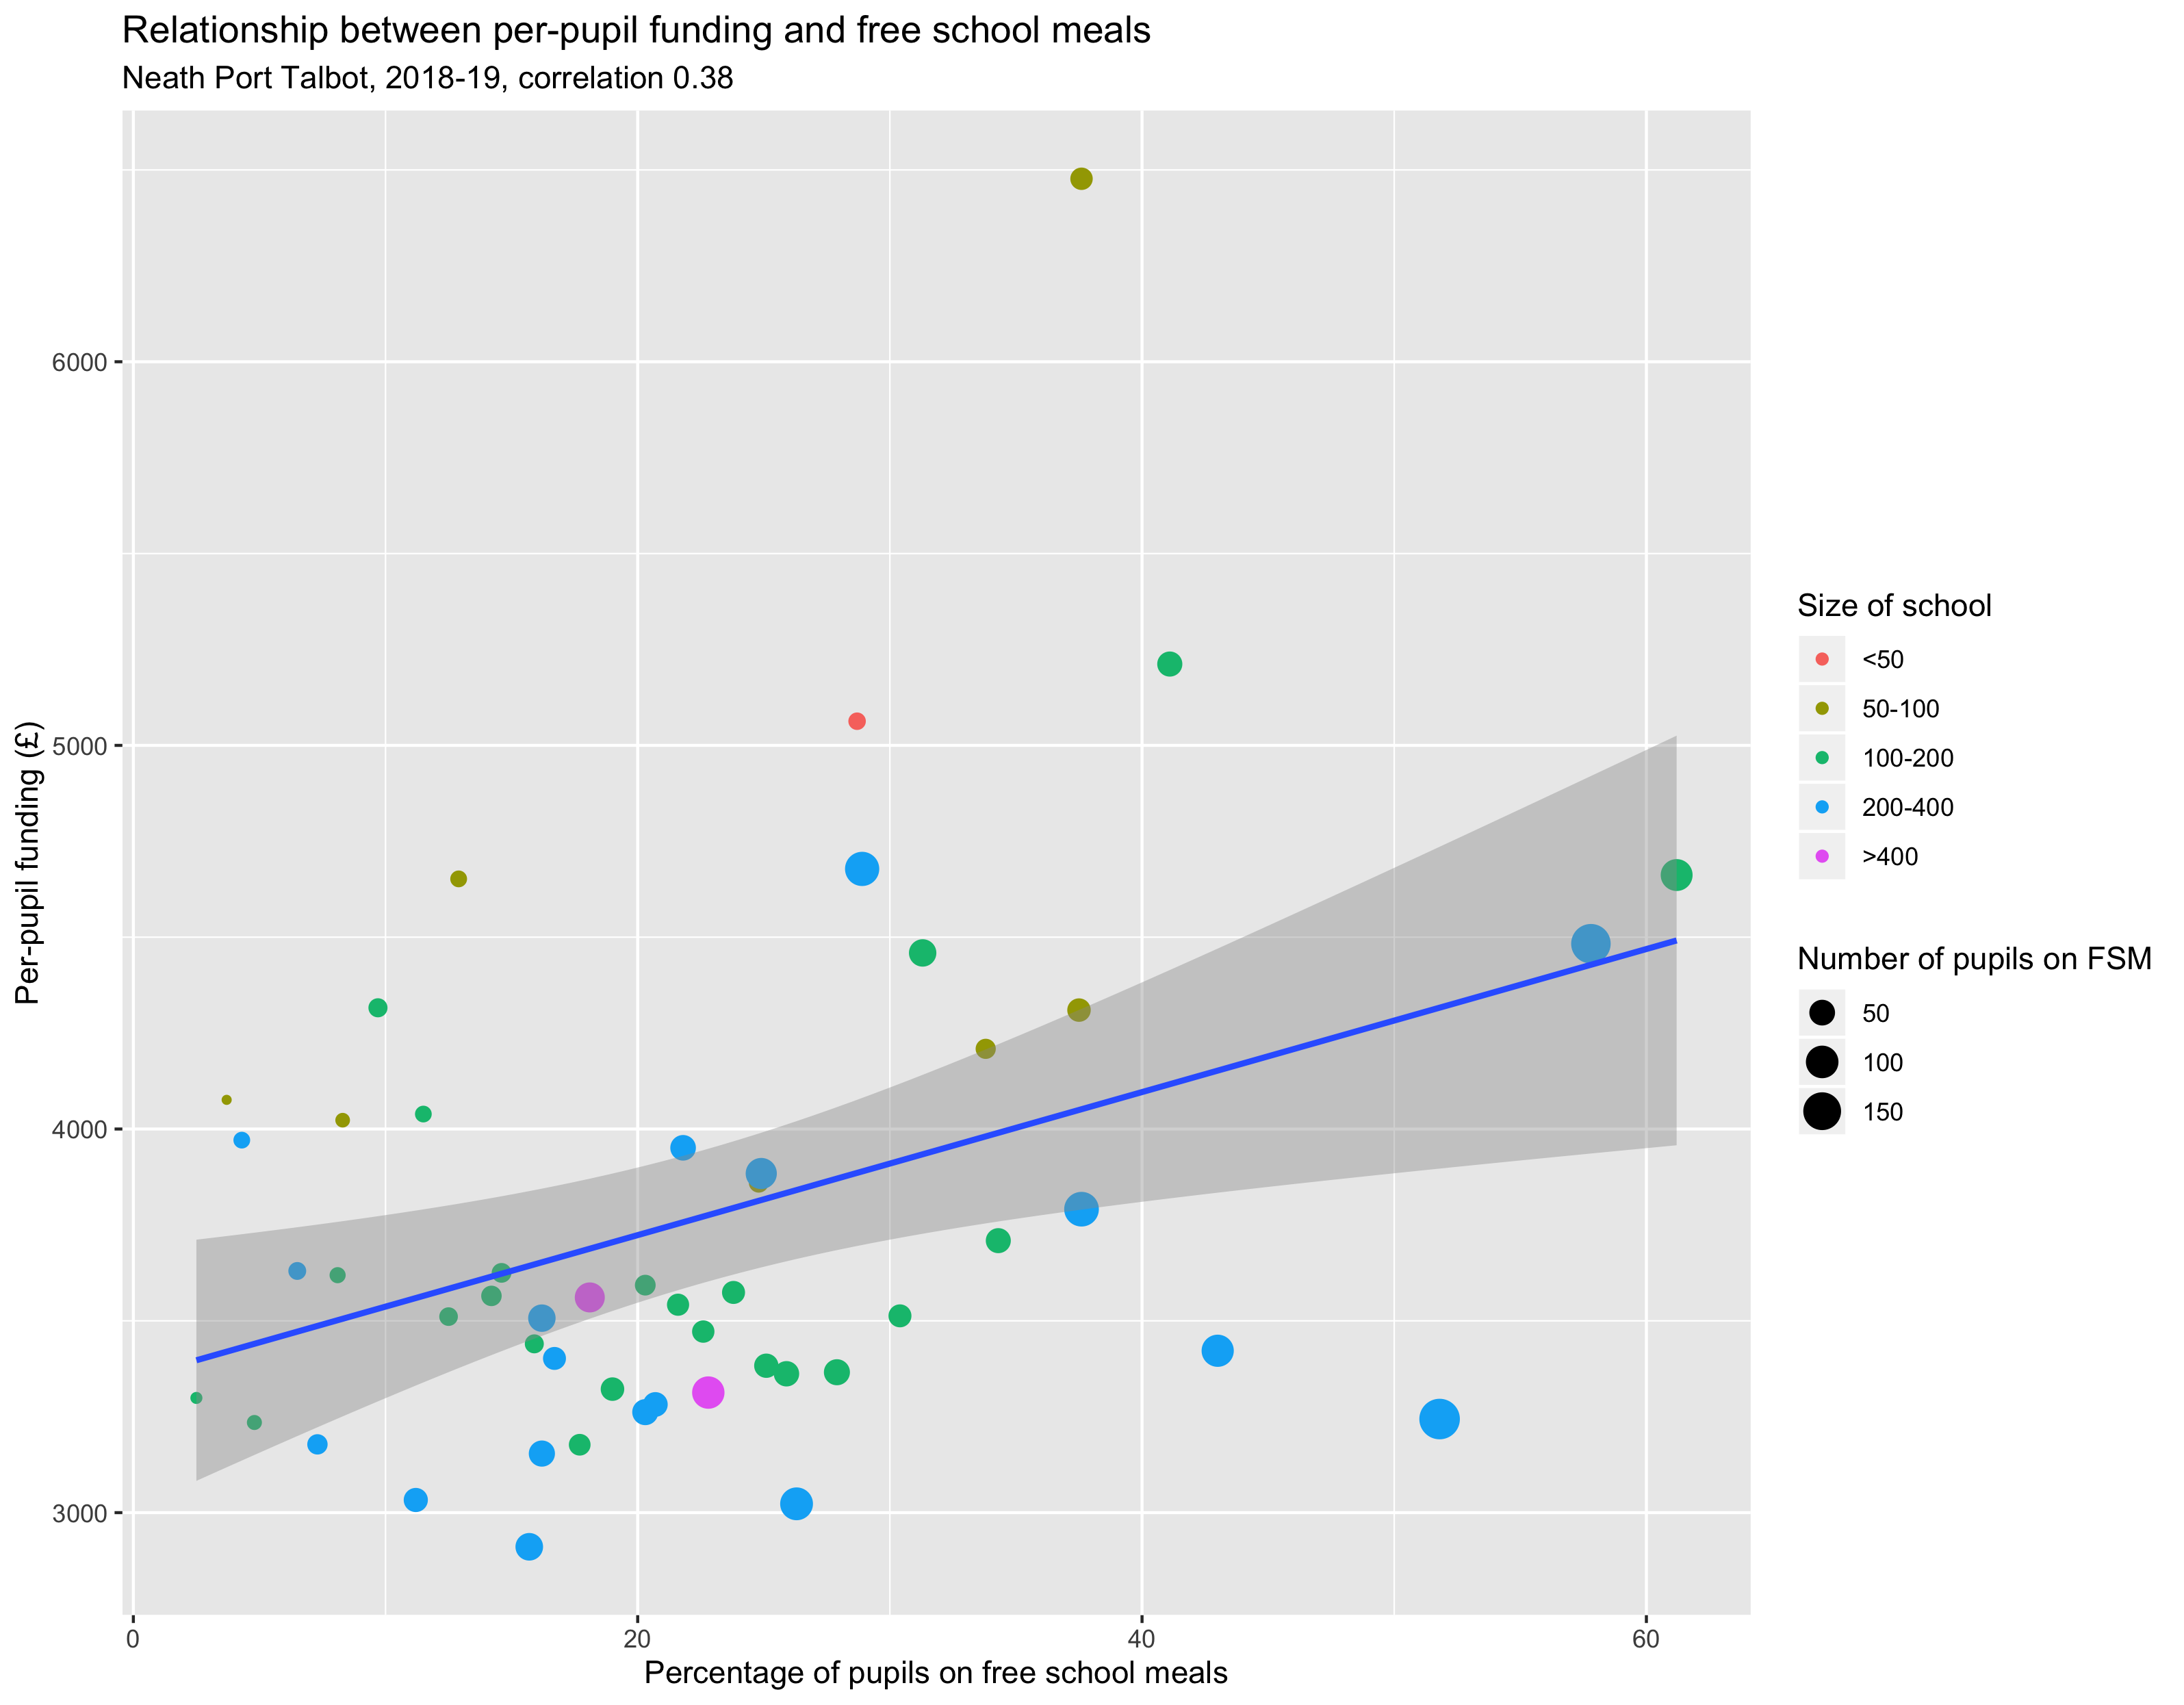 Relationship between per-pupil funding and free school meals
Neath Port Talbot, 2018-19, correlation 0.38
Per-pupil funding (£)
6000
5000
4000
3000
0
20
40
60
Percentage of pupils on free school meals
Size of school
<50
50-100
100-200
200-400
>400
Number of pupils on FSM
50
100
150